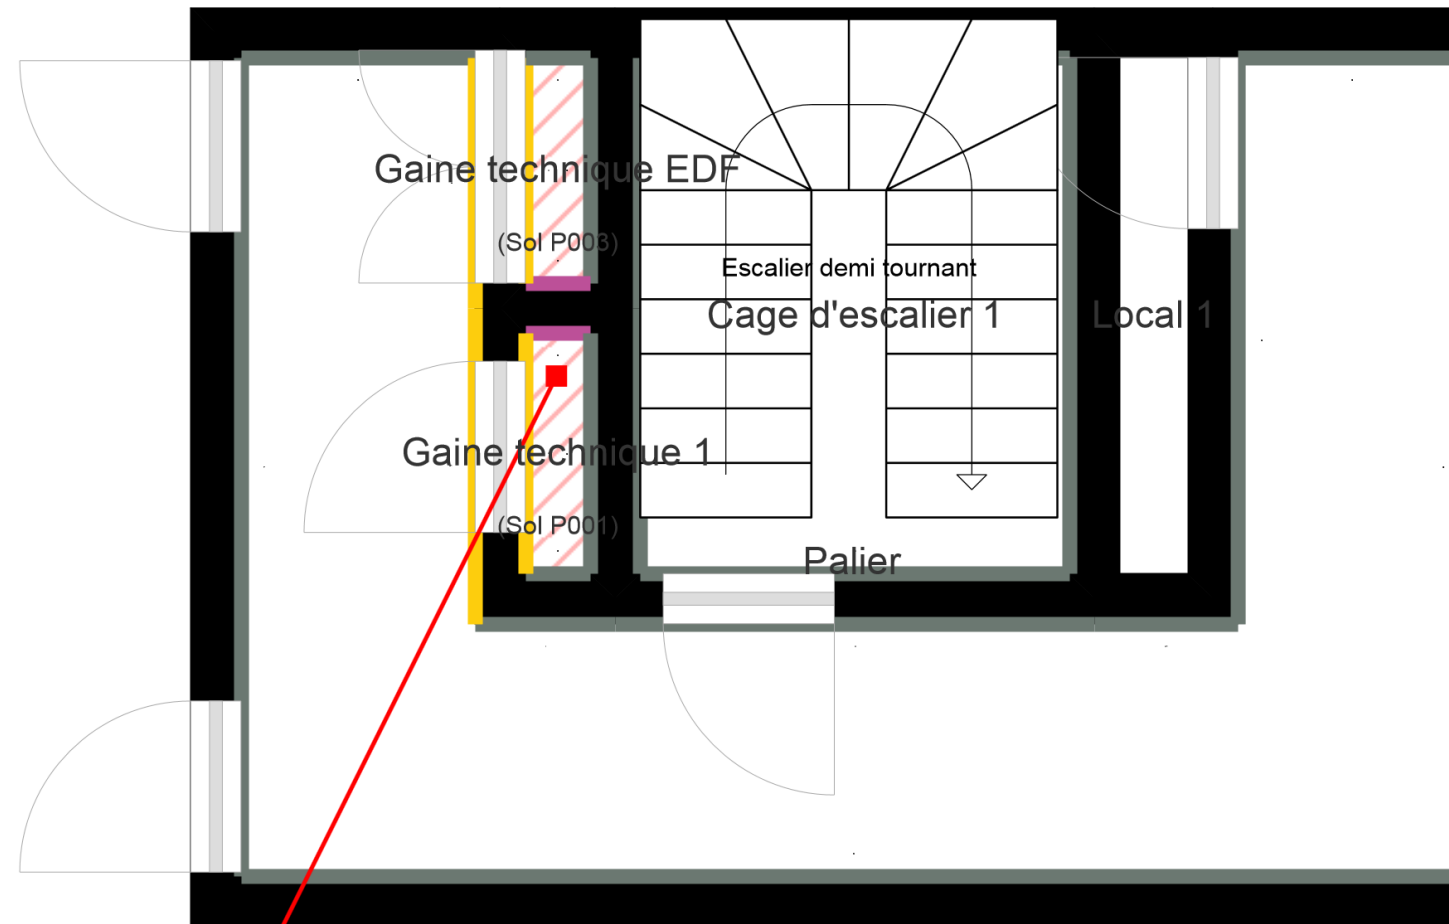 Gaine technique EDF
(Sol P003)
Escalier demi tournant
Cage d'escalier 1
Local 1
Gaine technique 1
(Sol P001)
Palier